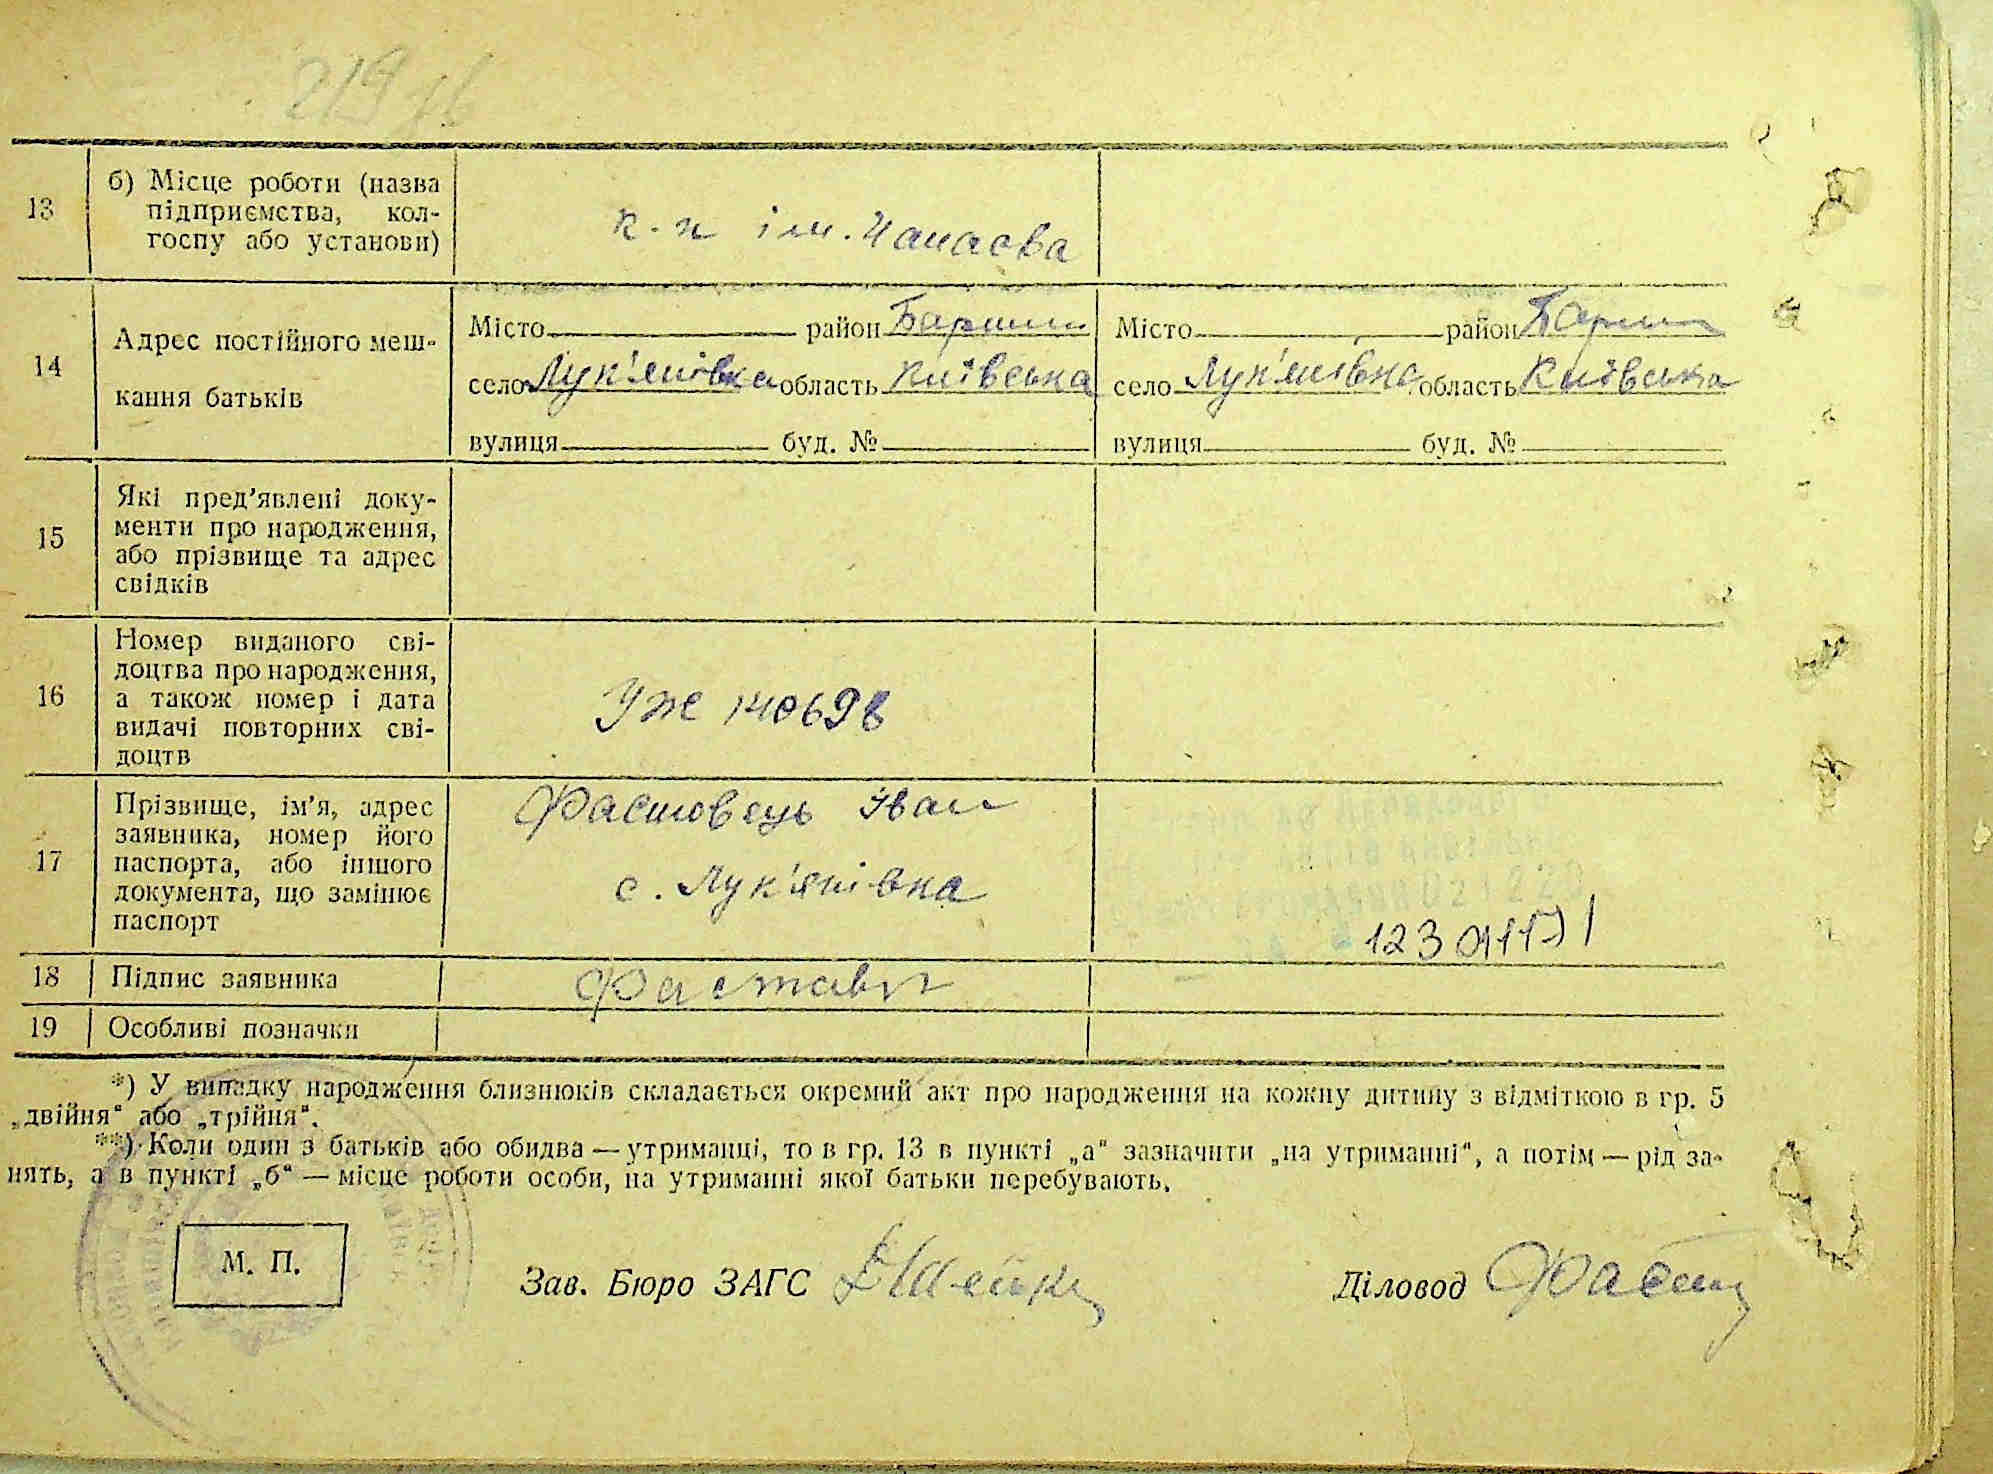 219 зв
13
б) Місце роботи (назва
підприємства, кол-
госпу або установи)
ім. Чапаєва
14
Адрес постійного меш-
кання батьків
Місто район Баришп
село Лук'янівка область Київська
вулиця буд. №
Місто район Бариш
село Лук'янівка область Київська
вулиця буд. №
15
Які пред'явлені доку-
менти про народження,
або прізвище та адрес
свідків
16
Номер виданого сві-
доцтва про народження,
а також номер і дата
видачі повторних сві-
доцтв
УЖ 140698
17
Прізвище, ім'я, адрес
заявника, номер його
паспорта, або іншого
документа, що замінює
паспорт
Фастовець Іван
с. Лук'янівка
18
Підпис заявника
Фастов
19
Особливі позначки
*) У випадку народження близнюків складається окремий акт про народження на кожну дитину з відміткою в гр. 5
„двійня" або „трійня".
**) Коли один з батьків або обидва — утриманці, то в гр. 13 в пункті „а" зазначити „на утриманні", а потім — рід за-
нять, а в пункті „б" — місце роботи особи, на утриманні якої батьки перебувають.
М. П.
Зав. Бюро ЗАГС
Діловод